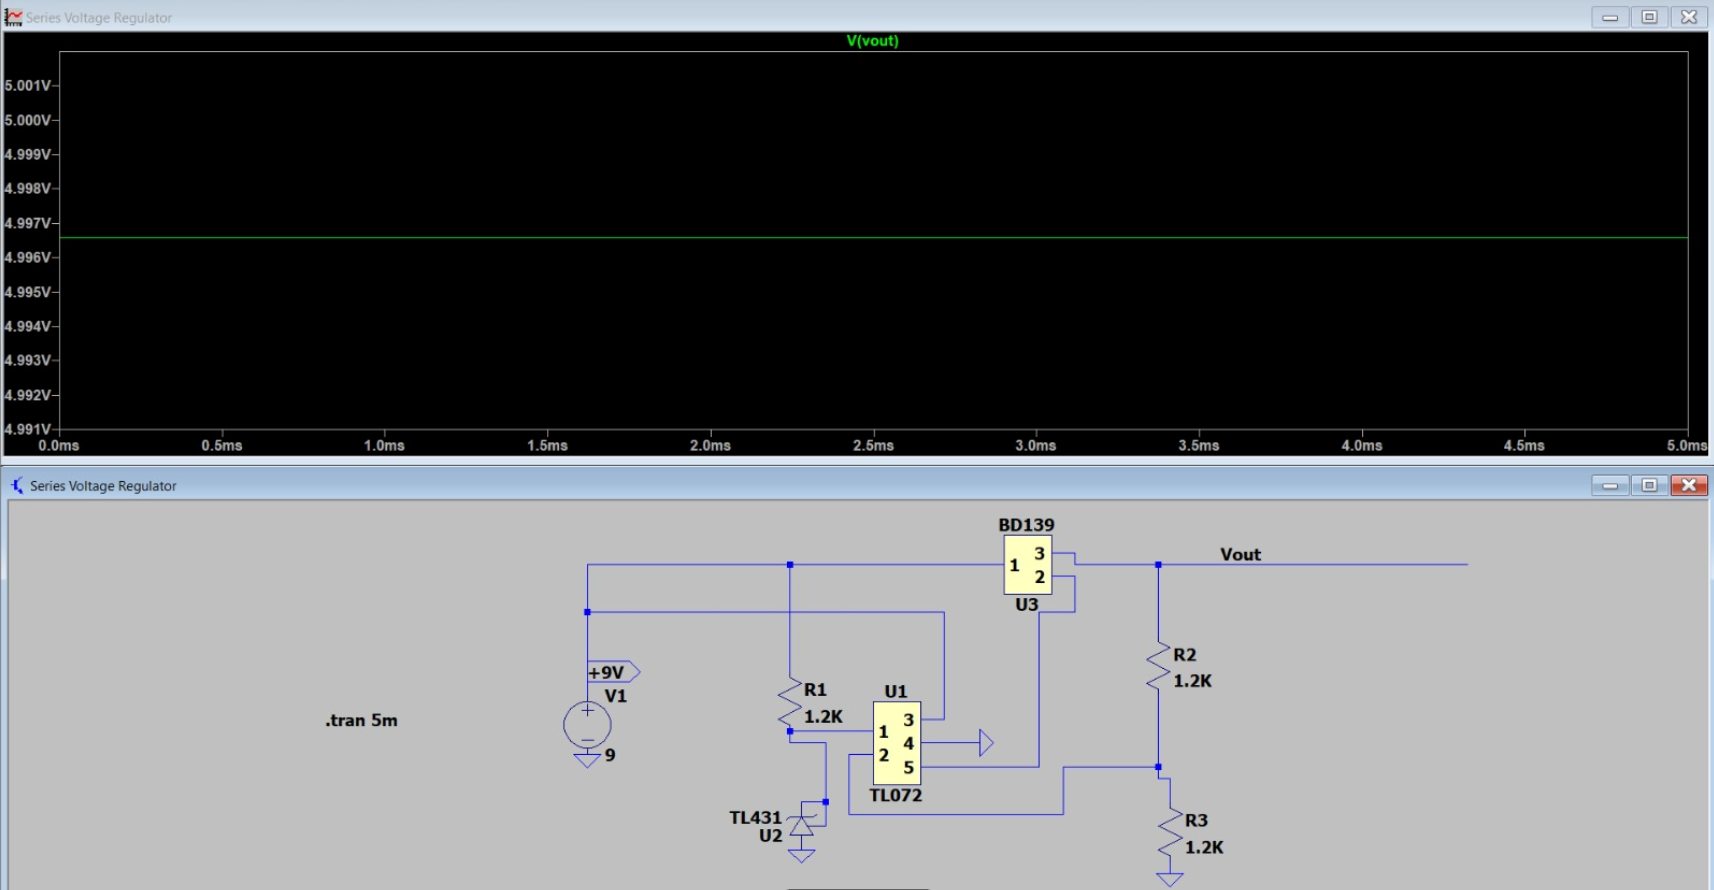 Series Voltage Regulator
V(vout)
5.001V
5.000V
4.999V
4.998V
4.997V
4.996V
4.995V
4.994V
4.993V
4.992V
4.991V
0.0ms 0.5ms 1.0ms 1.5ms 2.0ms 2.5ms 3.0ms 3.5ms 4.0ms 4.5ms 5.0ms
Series Voltage Regulator
BD139
3
1
2
U3
Vout
+9V
V1
9
.tran 5m
R1
1.2K
U1
3
1
4
2
5
TL072
TL431
U2
R2
1.2K
R3
1.2K